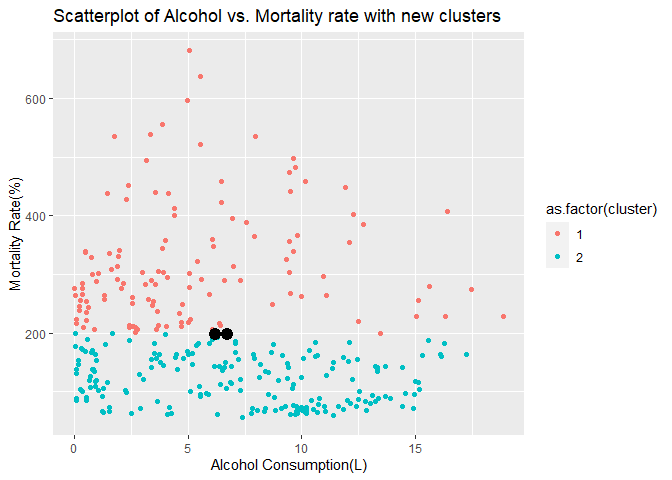 Scatterplot of Alcohol vs. Mortality rate with new clusters
600
400
200
Mortality Rate(%)
0
5
10
15
Alcohol Consumption(L)
as.factor(cluster)
1
2